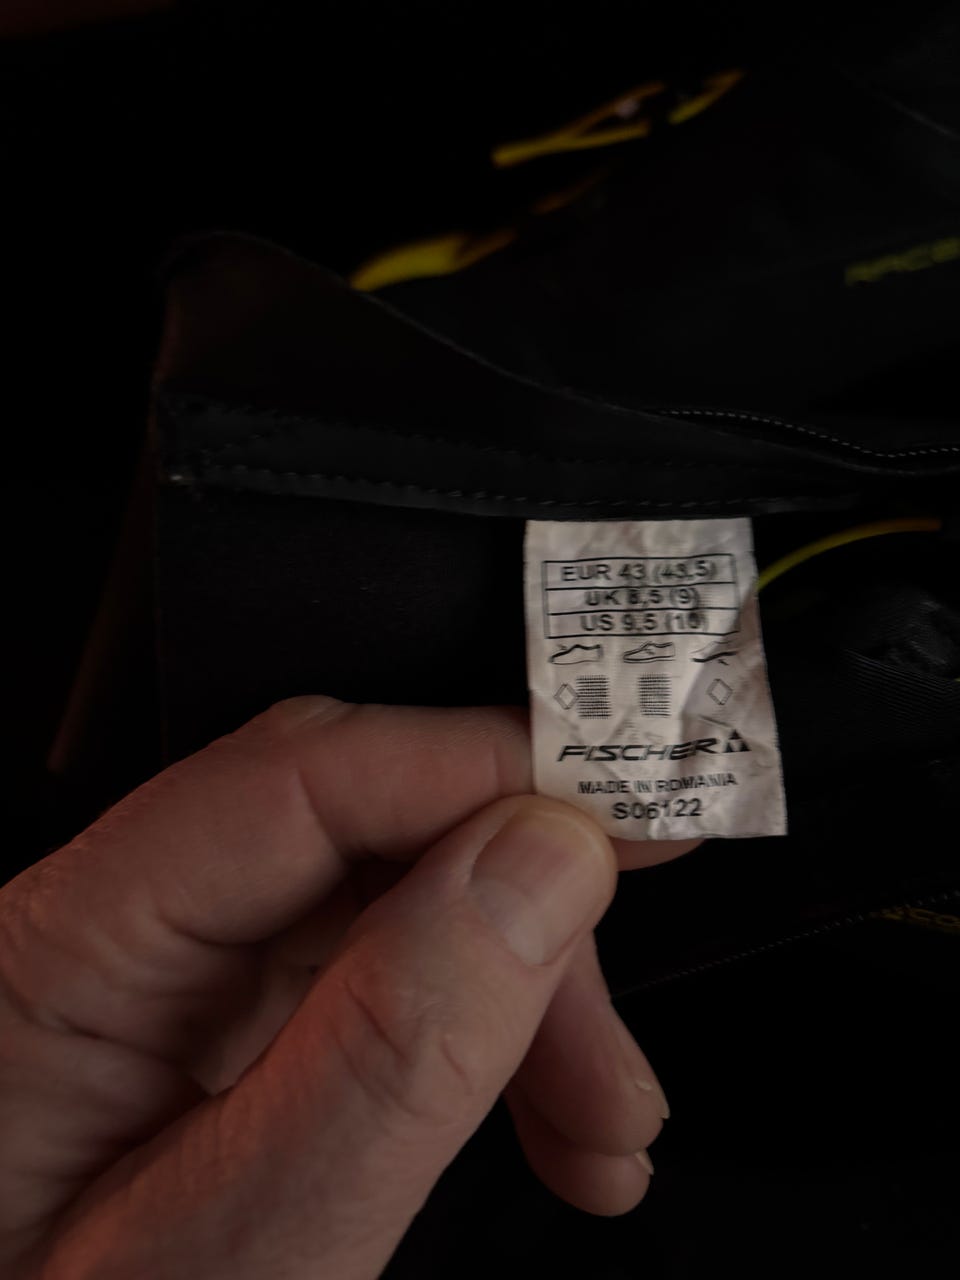 EUR 43 (43,5)
UK 8,5 (9)
US 9,5 (10)
FISCHER
MADE IN ROMANIA
S06122